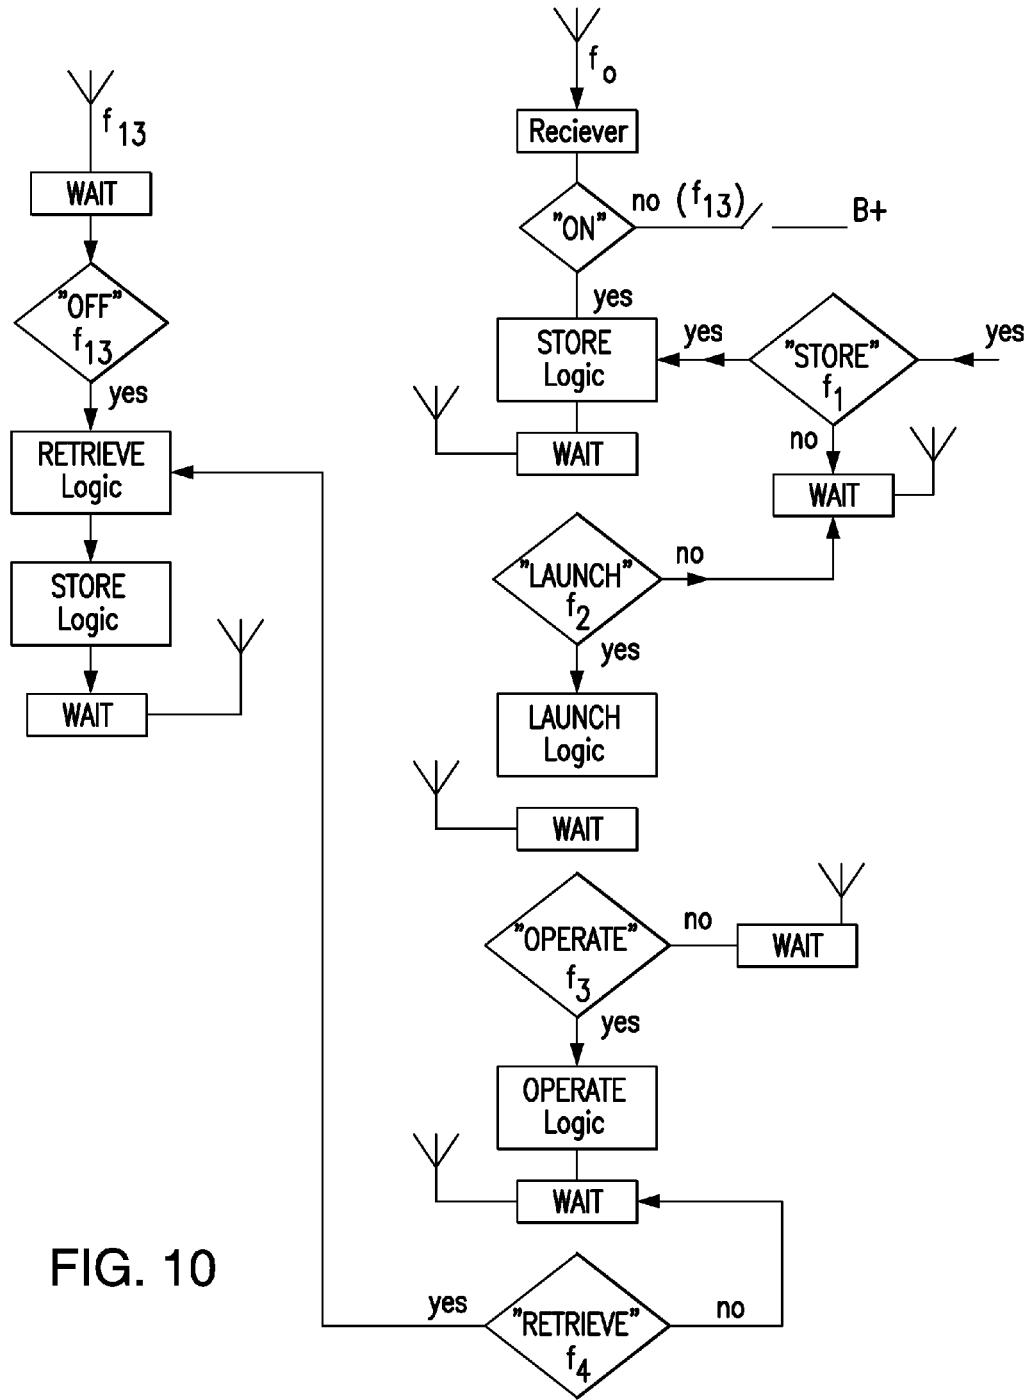 f13
WAIT
"OFF"
f13
yes
RETRIEVE
Logic
STORE
Logic
WAIT
fo
Reciever
"ON"
no (f13)
B+
yes
STORE
Logic
yes
"STORE"
f1
yes
no
WAIT
WAIT
"LAUNCH"
f2
no
yes
LAUNCH
Logic
WAIT
"OPERATE"
f3
no
WAIT
yes
OPERATE
Logic
WAIT
yes
"RETRIEVE"
f4
no
FIG. 10